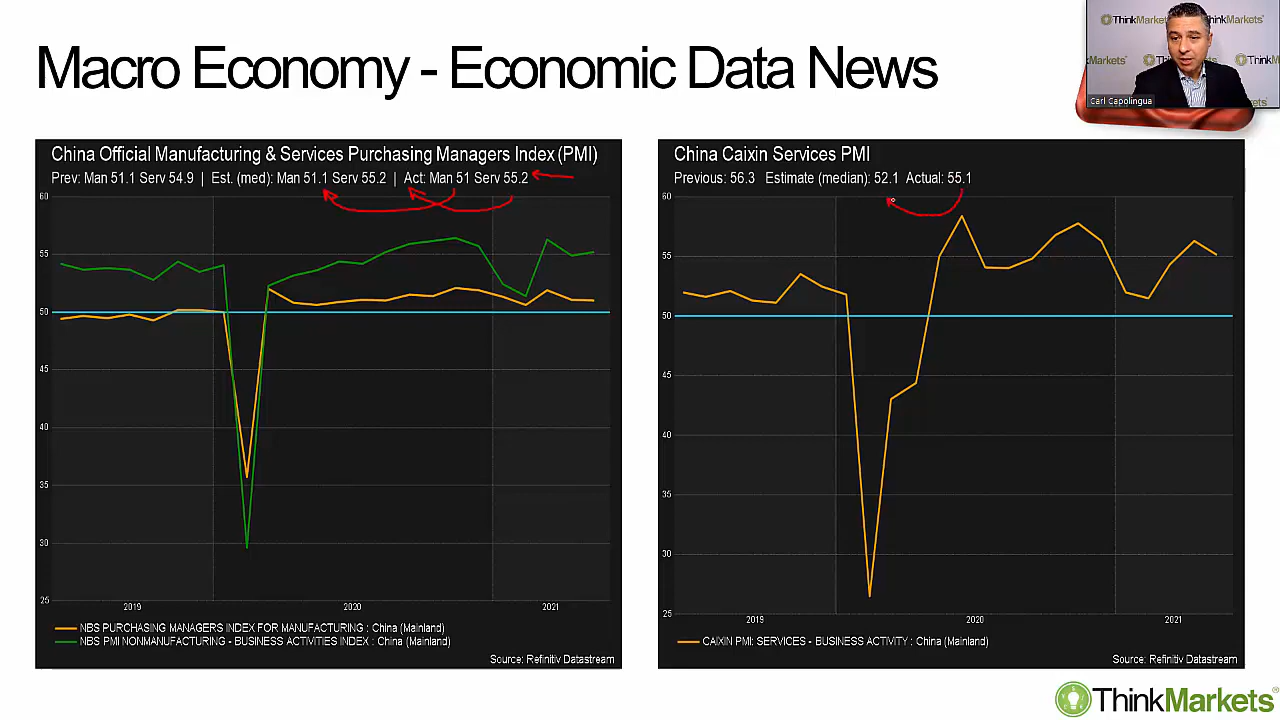 Macro Economy - Economic Data News
ThinkMarkets
ThinkMarkets
Markets
ThinkMarkets
ThinkM
Carl Capolingua
China Official Manufacturing & Services Purchasing Managers Index (PMI)
Prev: Man 51.1 Serv 54.9 | Est. (med): Man 51.1 Serv 55.2 | Act: Man 51 Serv 55.2
60
55
50
45
40
35
30
25
2019
2020
2021
NBS PURCHASING MANAGERS INDEX FOR MANUFACTURING : China (Mainland)
NBS PMI NONMANUFACTURING - BUSINESS ACTIVITIES INDEX : China (Mainland)
Source: Refinitiv Datastream
China Caixin Services PMI
Previous: 56.3 Estimate (median): 52.1 Actual: 55.1
60
55
50
45
40
35
30
25
2019
2020
2021
CAIXIN PMI: SERVICES - BUSINESS ACTIVITY : China (Mainland)
Source: Refinitiv Datastream
ThinkMarkets®